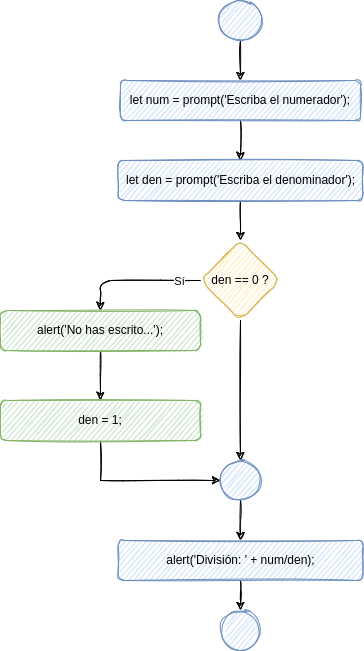 let num = prompt('Escriba el numerador');
let den = prompt('Escriba el denominador');
den == 0 ?
Sí
alert('No has escrito...');
den = 1;
alert('División: ' + num/den);